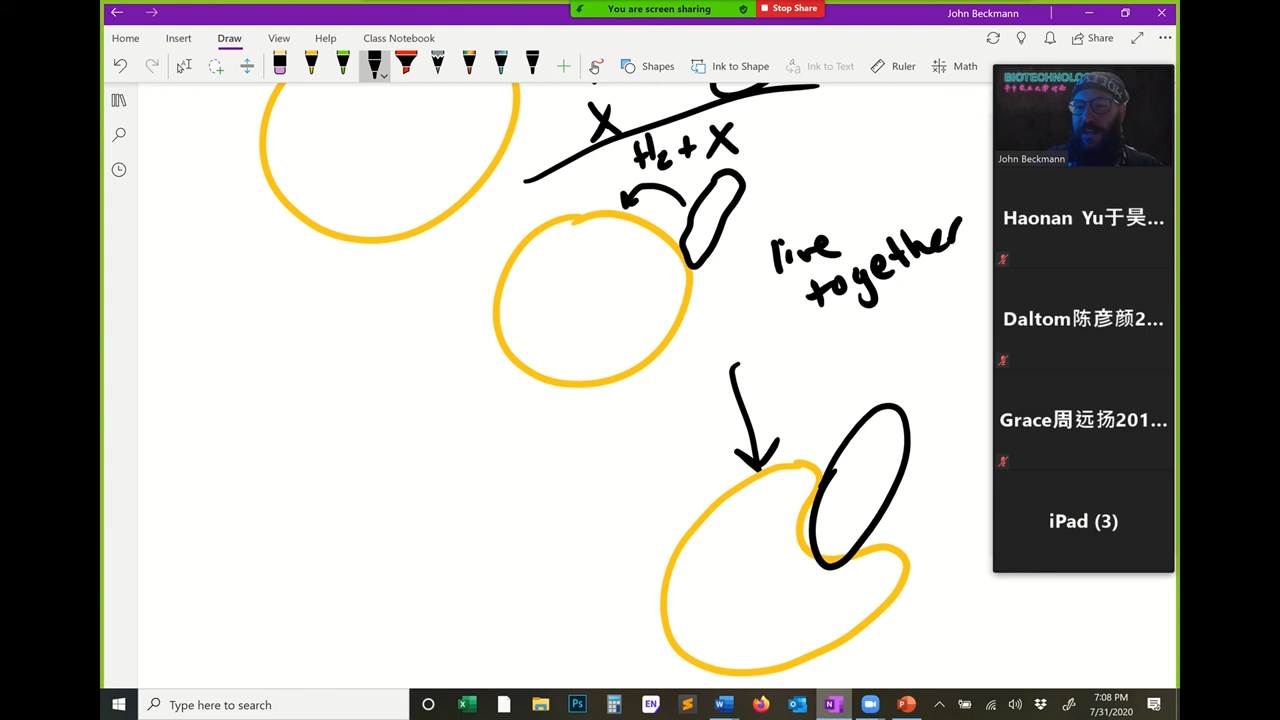 You are screen sharing
Stop Share
John Beckmann
Home Insert Draw View Help Class Notebook
Share
Ink to Shape Shapes Ink to Text Ruler Math
BIOTECHNOLOG
John Beckmann
Haonan Yu于昊...
Daltom陈彦颜2...
Grace周远扬201...
iPad (3)
X
H2 + X
live
together
Type here to search
EN
7:08 PM
7/31/2020